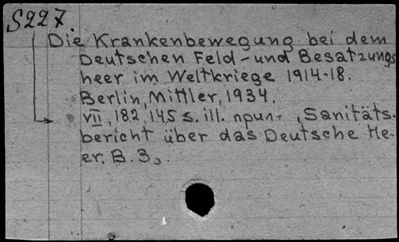 S227.
Die Krankenbewegung bei dem
Deutschen Feld- und Besatzungs
heer im Weltkriege 1914-18.
Berlin, Mittler, 1934.
VII, 182, 145 s. ill. прил. , Sanitäts.
bericht über das Deutsche He-
er. B. 3,.